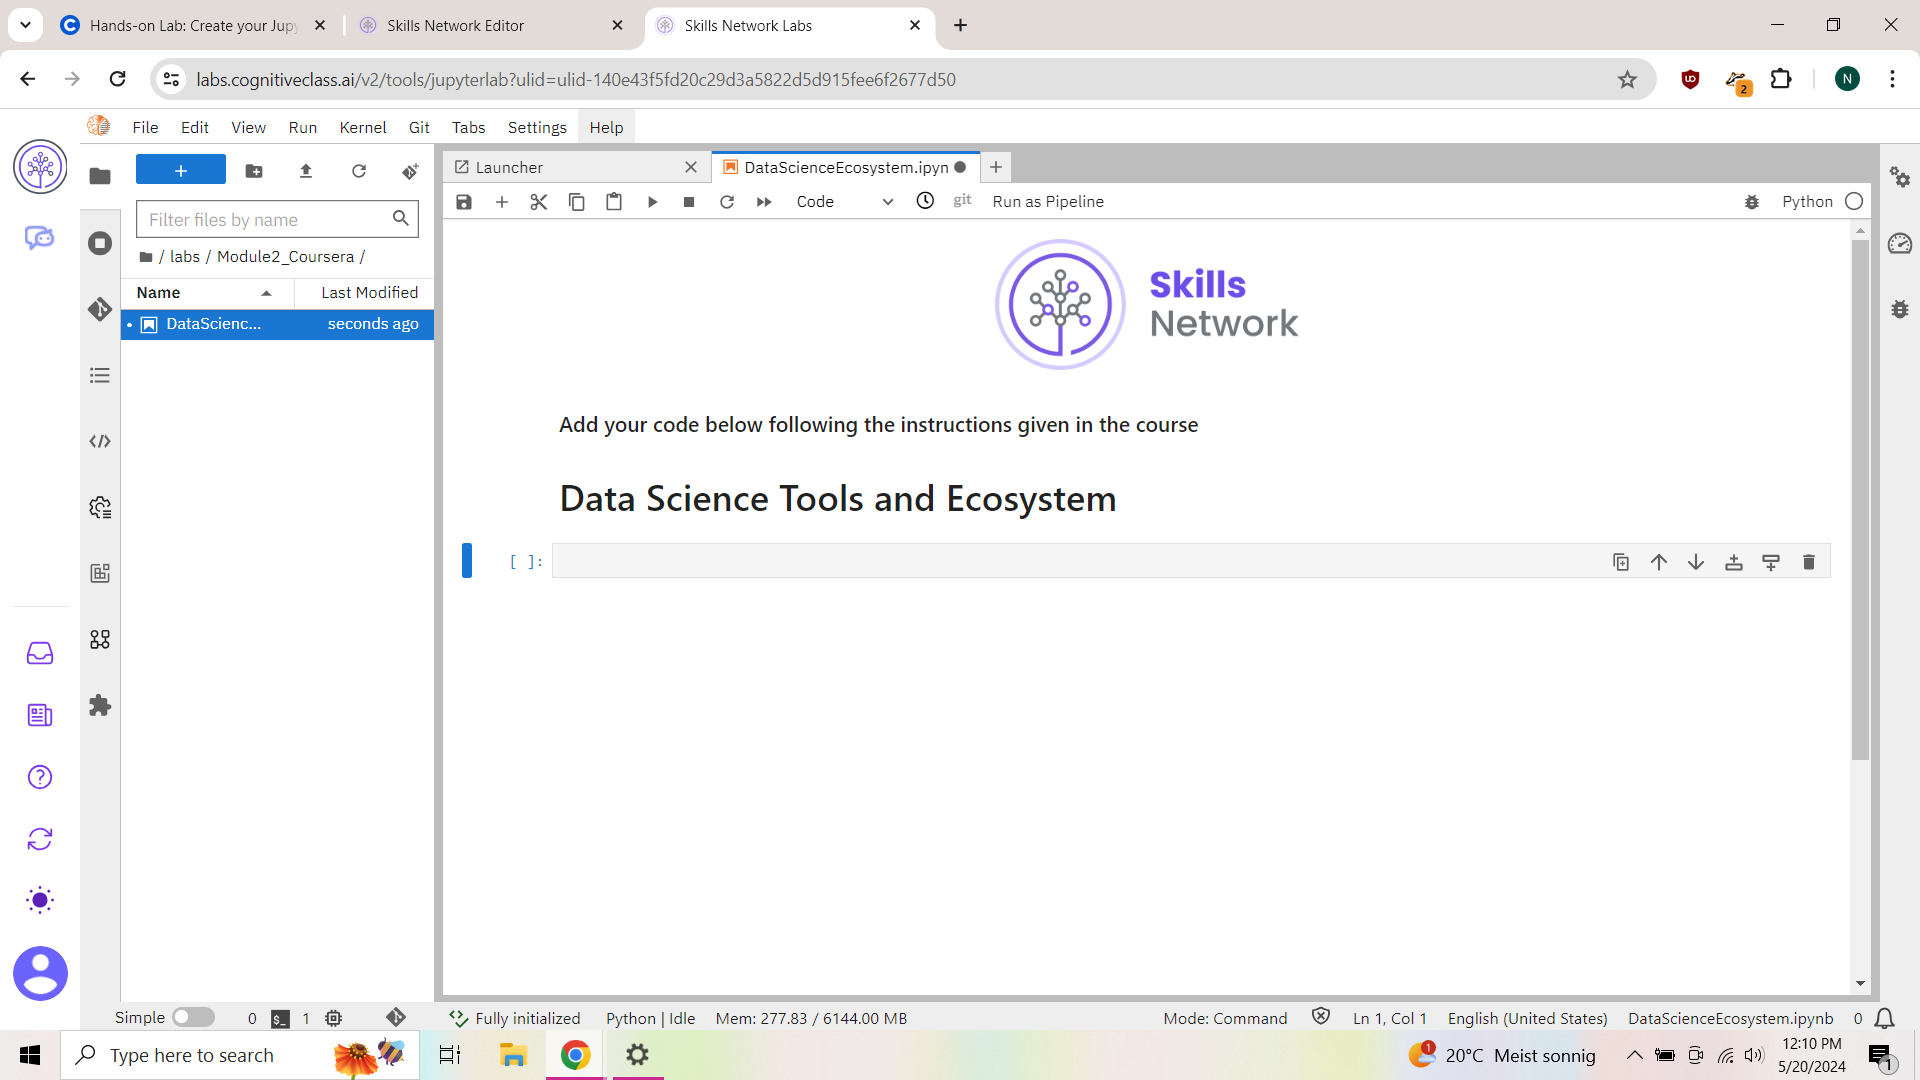 Hands-on Lab: Create your Jupy
Skills Network Editor
Skills Network Labs
labs.cognitiveclass.ai/v2/tools/jupyterlab?ulid=ulid-140e43f5fd20c29d3a5822d5d915fee6f2677d50
2
N
File Edit View Run Kernel Git Tabs Settings Help
Launcher
DataScienceEcosystem.ipyn
Code
git
Run as Pipeline
Python
Filter files by name
/ labs / Module2_Coursera /
Name
Last Modified
DataScienc...
seconds ago
Skills
Network
Add your code below following the instructions given in the course
Data Science Tools and Ecosystem
[ ]:
Simple
0
$_
1
Fully initialized
Python | Idle
Mem: 277.83 / 6144.00 MB
Mode: Command
Ln 1, Col 1
English (United States)
DataScienceEcosystem.ipynb
0
Type here to search
1
20°C Meist sonnig
12:10 PM
5/20/2024
1